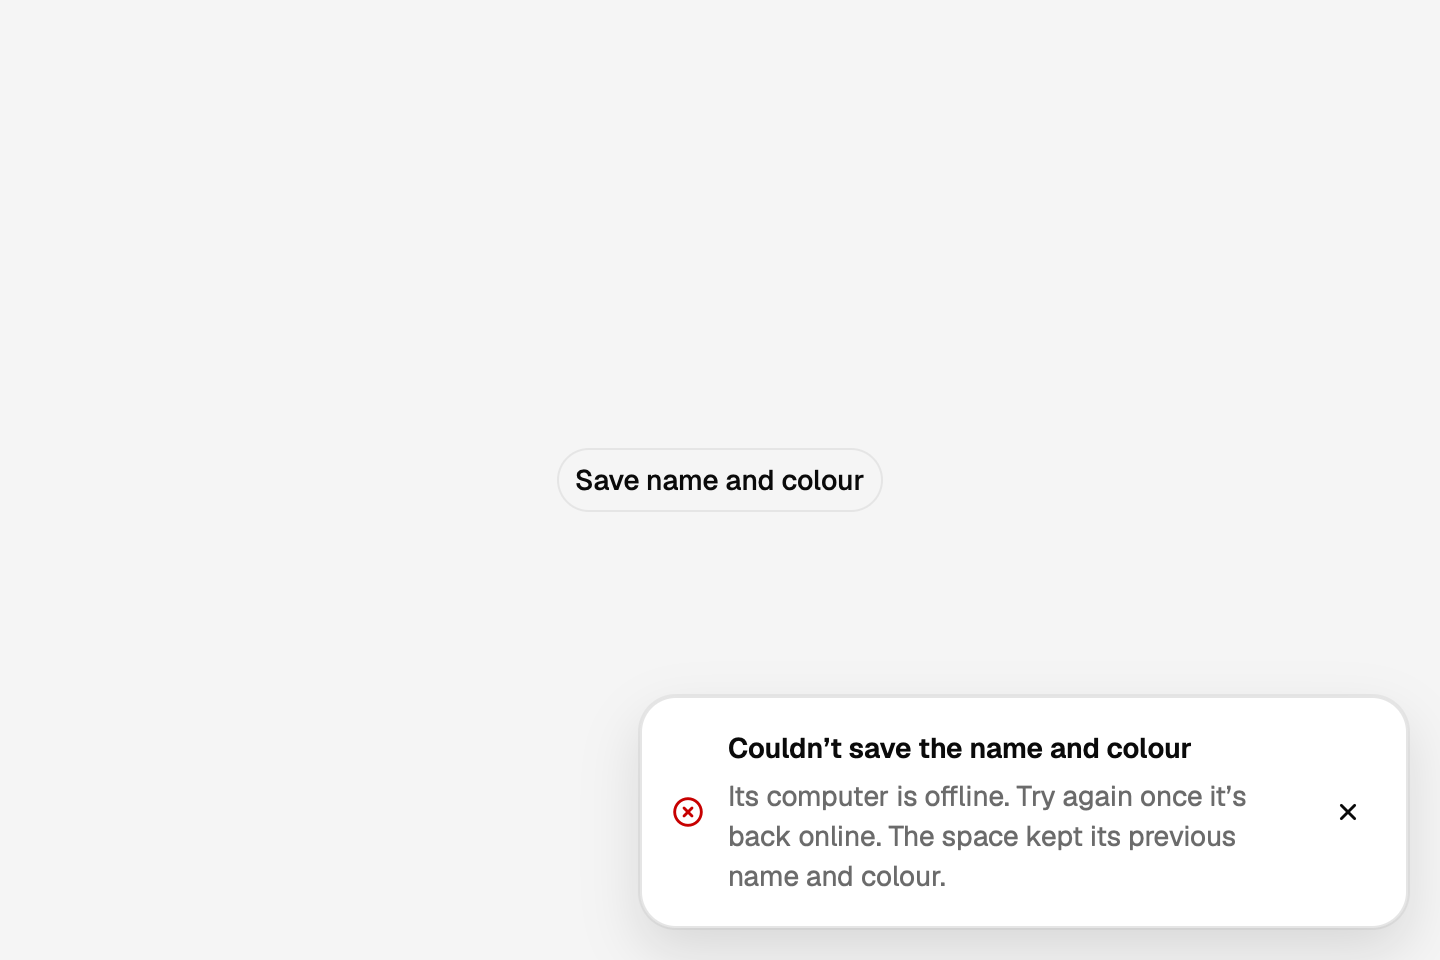 Save name and colour
Couldn’t save the name and colour
Its computer is offline. Try again once it’s
back online. The space kept its previous
name and colour.